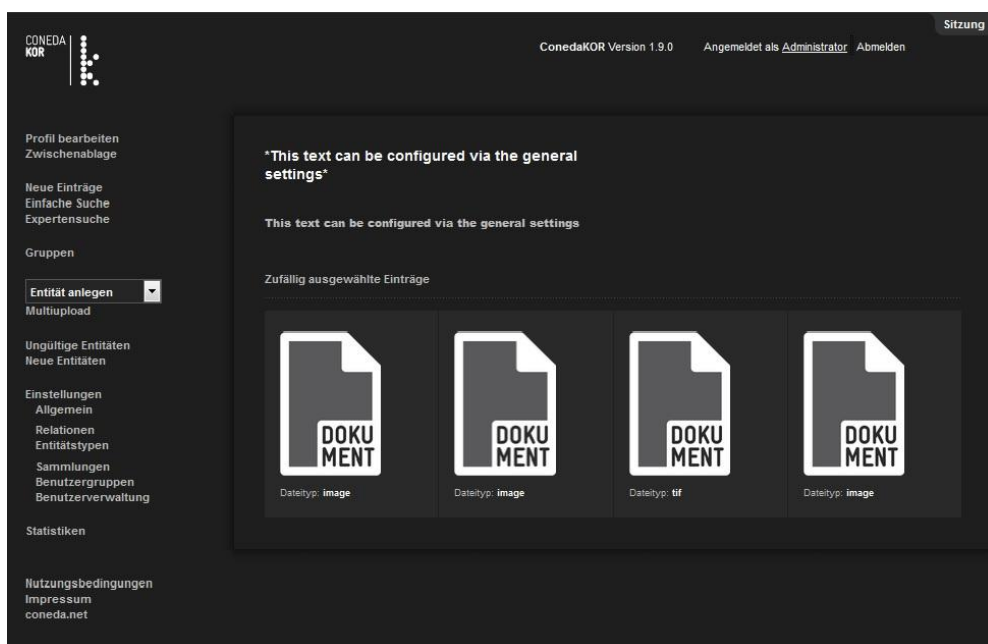 Sitzung
CONEDA
KOR
ConedaKOR Version 1.9.0 Angemeldet als Administrator Abmelden
Profil bearbeiten
Zwischenablage
Neue Einträge
Einfache Suche
Expertensuche
Gruppen
Entität anlegen
Multiupload
Ungültige Entitäten
Neue Entitäten
Einstellungen
Allgemein
Relationen
Entitätstypen
Sammlungen
Benutzergruppen
Benutzerverwaltung
Statistiken
Nutzungsbedingungen
Impressum
coneda.net
*This text can be configured via the general
settings*
This text can be configured via the general settings
Zufällig ausgewählte Einträge
DOKU
MENT
Dateityp: image
DOKU
MENT
Dateityp: image
DOKU
MENT
Dateityp: tif
DOKU
MENT
Dateityp: image